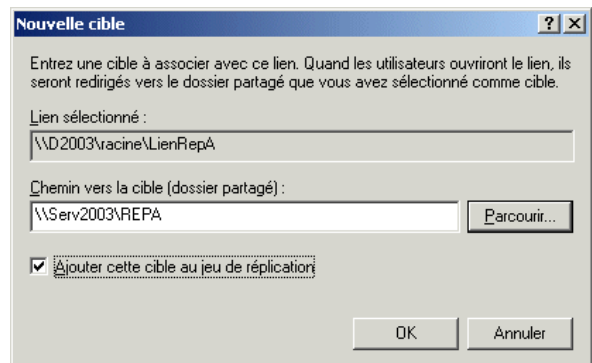 Nouvelle cible
Entrez une cible à associer avec ce lien. Quand les utilisateurs ouvriront le lien, ils
seront redirigés vers le dossier partagé que vous avez sélectionné comme cible.
Lien sélectionné :
\\D2003\racine\LienRepA
Chemin vers la cible (dossier partagé) :
\\Serv2003\REPA
Parcourir...
Ajouter cette cible au jeu de réplication
OK
Annuler